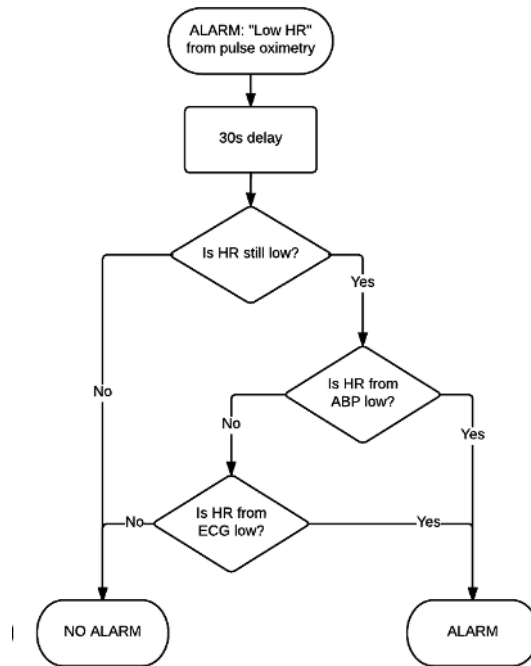 ALARM: "Low HR"
from pulse oximetry
30s delay
Is HR still low?
Yes
No
Is HR from
ABP low?
No
Yes
Is HR from
ECG low?
No
Yes
NO ALARM
ALARM